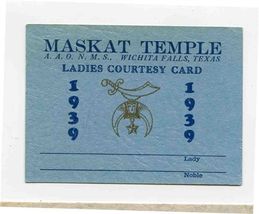 MASKAT TEMPLE
A. A. O. N. M. S., WICHITA FALLS, TEXAS
LADIES COURTESY CARD
1939 1939
Lady
Noble